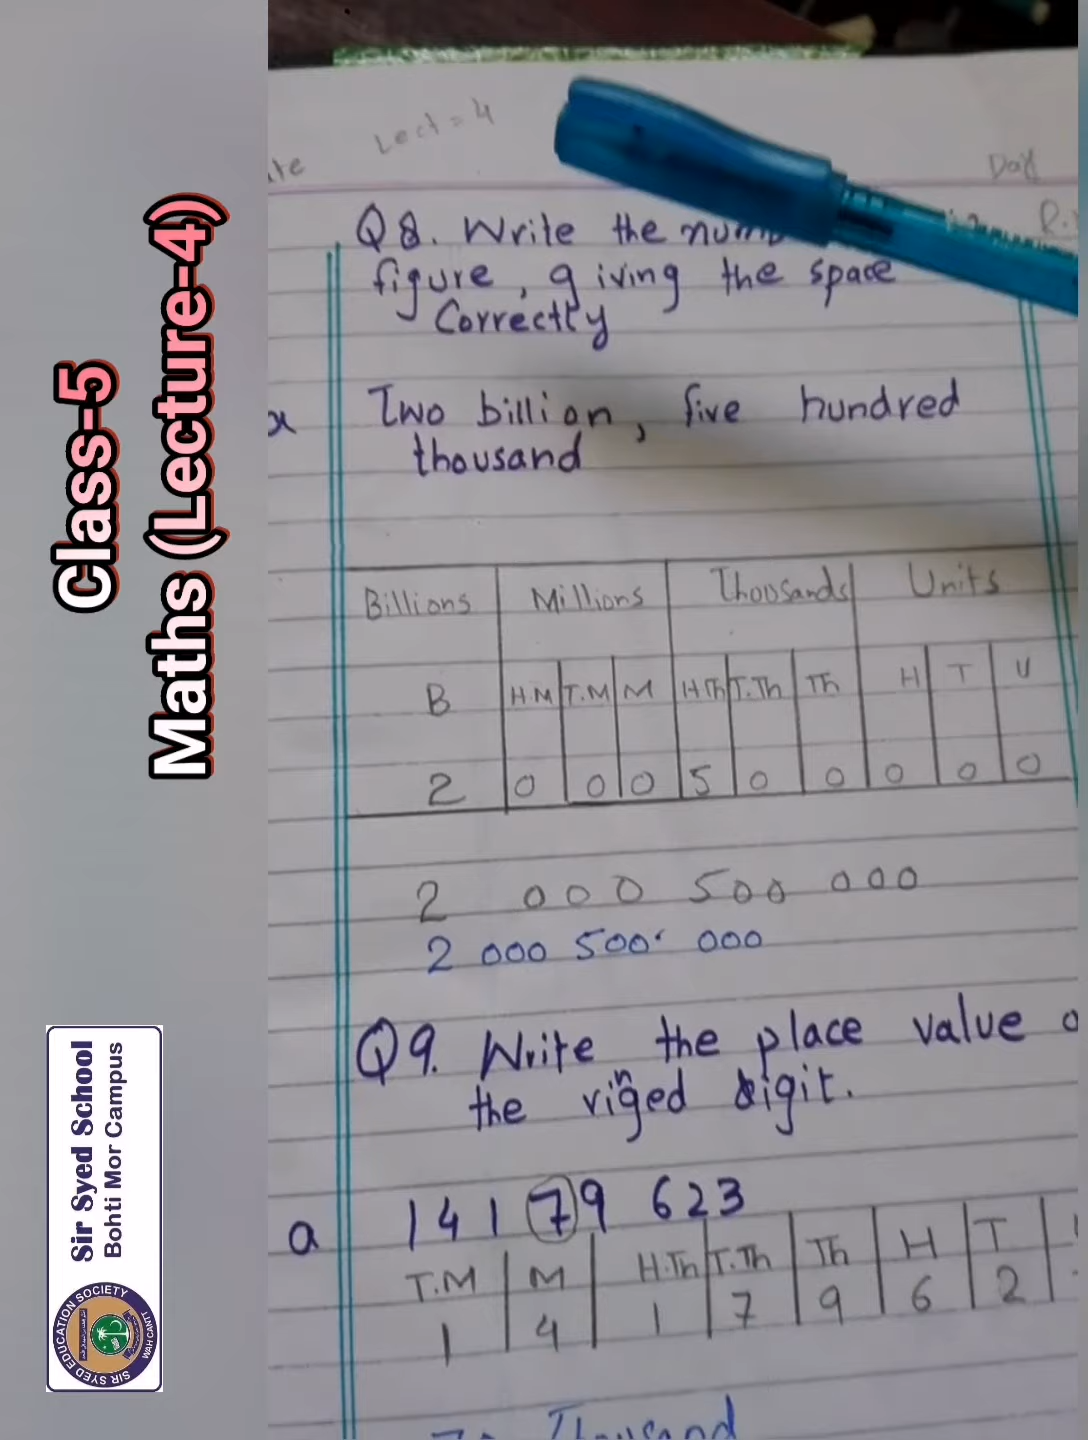 Class-5
Maths (Lecture-4)
Sir Syed School
Bohti Mor Campus
SIR SYED EDUCATION SOCIETY
WAH CANTT
Lect = 4
Day
Q8. Write the
figure, giving the space
Correctly
Two billion, five hundred
thousand
Billions Millions Thousands Units
B H.M T.M M H.Th T.Th Th H T U
2 0 0 0 5 0 0 0 0 0
2 000 500 000
2 000 500 000
Q9. Write the place value
the ringed digit.
a 141 79 623
T.M M H.Th T.Th Th H T
1 4 1 7 9 6 2
Thousand